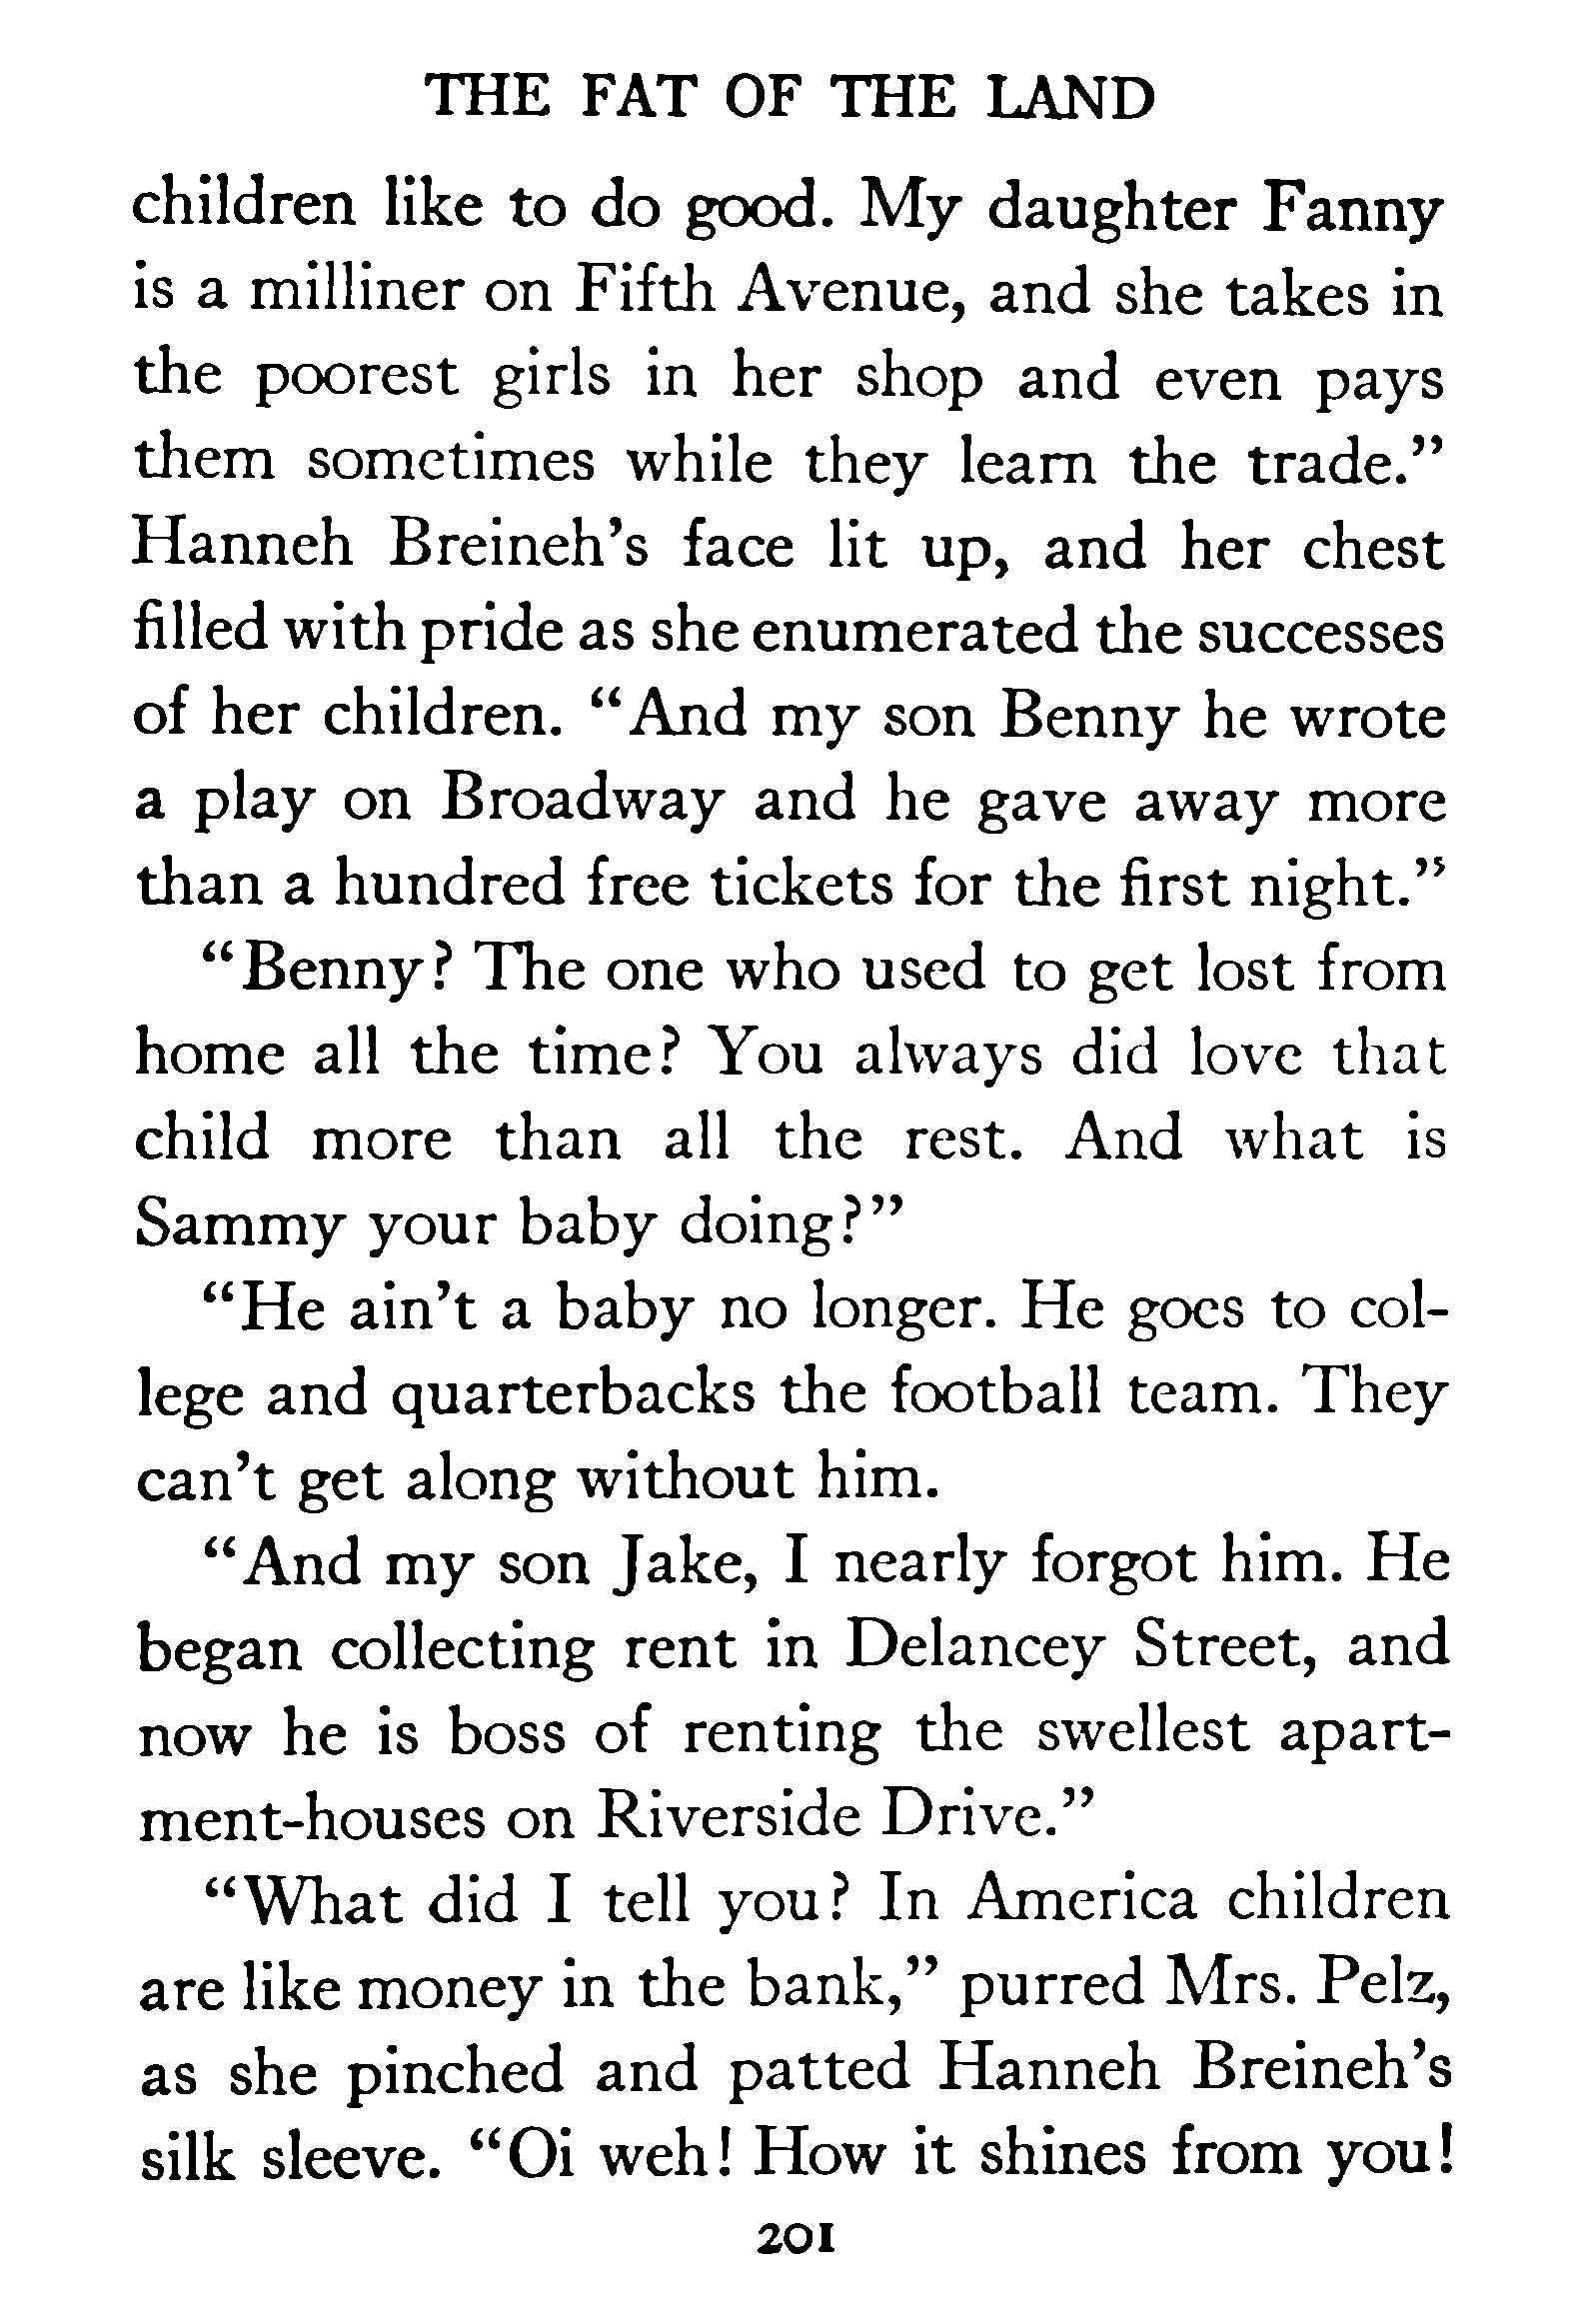 THE FAT OF THE LAND
children like to do good. My daughter Fanny
is a milliner on Fifth Avenue, and she takes in
the poorest girls in her shop and even pays
them sometimes while they learn the trade.”
Hanneh Breineh’s face lit up, and her chest
filled with pride as she enumerated the successes
of her children. “And my son Benny he wrote
a play on Broadway and he gave away more
than a hundred free tickets for the first night.”
“Benny? The one who used to get lost from
home all the time? You always did love that
child more than all the rest. And what is
Sammy your baby doing?”
“He ain’t a baby no longer. He goes to col-
lege and quarterbacks the football team. They
can’t get along without him.
“And my son Jake, I nearly forgot him. He
began collecting rent in Delancey Street, and
now he is boss of renting the swellest apart-
ment-houses on Riverside Drive.”
“What did I tell you? In America children
are like money in the bank,” purred Mrs. Pelz,
as she pinched and patted Hanneh Breineh’s
silk sleeve. “Oi weh! How it shines from you!
201